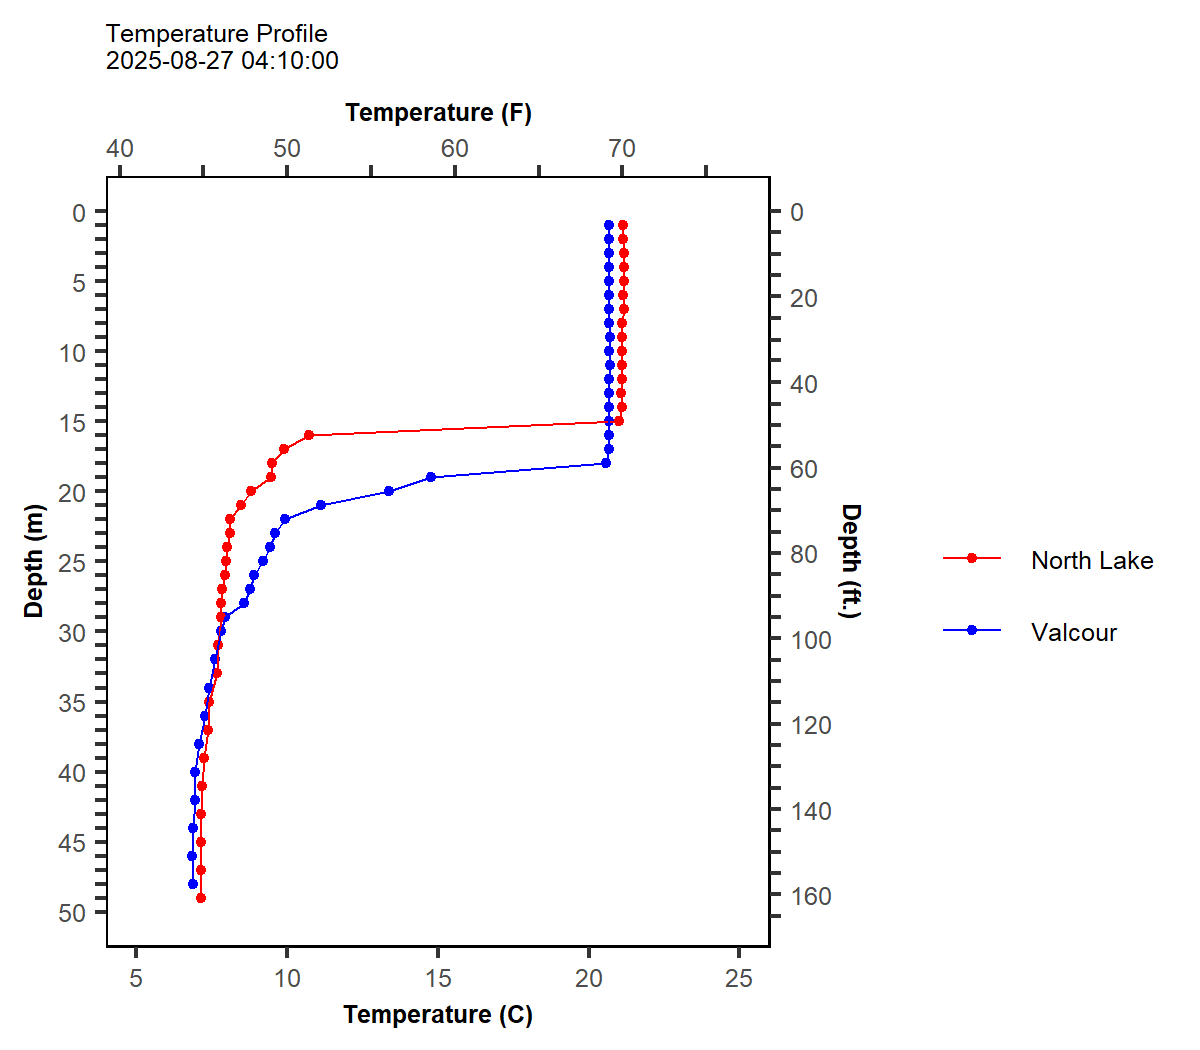 Temperature Profile
2025-08-27 04:10:00
Temperature (F)
40 50 60 70
0
5
10
15
20
25
30
35
40
45
50
Depth (m)
0
20
40
60
80
100
120
140
160
Depth (ft.)
North Lake
Valcour
5 10 15 20 25
Temperature (C)